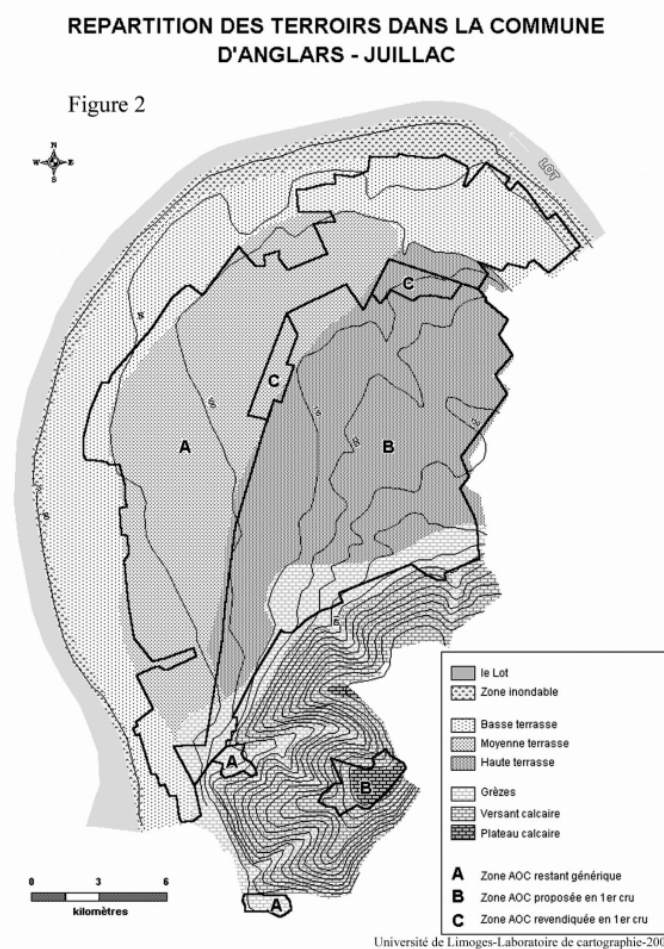 REPARTITION DES TERROIRS DANS LA COMMUNE
D'ANGLARS - JUILLAC
Figure 2
N
W E
S
LOT
C
C
A
B
A
B
A
le Lot
Zone inondable
Basse terrasse
Moyenne terrasse
Haute terrasse
Grèzes
Versant calcaire
Plateau calcaire
A Zone AOC restant générique
B Zone AOC proposée en 1er cru
C Zone AOC revendiquée en 1er cru
0 3 6
kilomètres
Université de Limoges-Laboratoire de cartographie-200